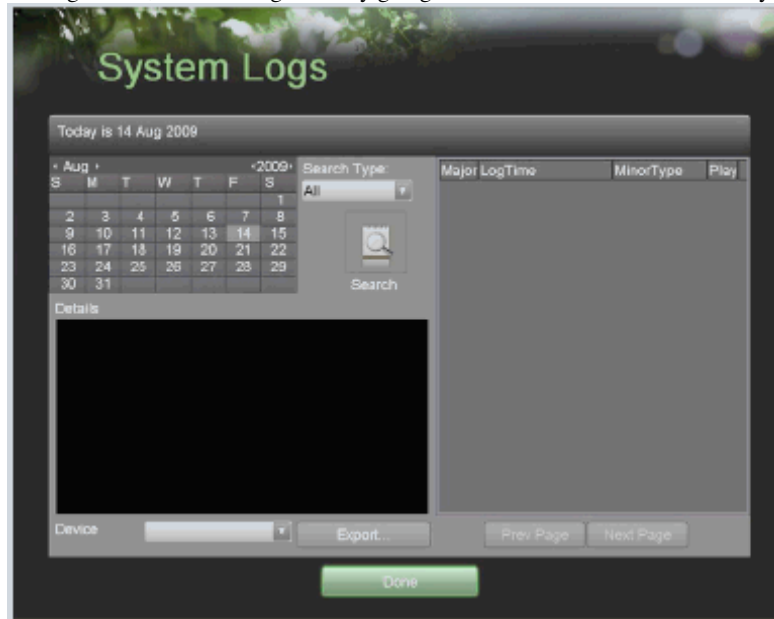 System Logs
Today is 14 Aug 2009
‹ Aug › ‹2009›
S M T W T F S
1
2 3 4 5 6 7 8
9 10 11 12 13 14 15
16 17 18 19 20 21 22
23 24 25 26 27 28 29
30 31
Search Type:
All
Search
Details
Device
Export...
Major LogTime MinorType Play
Prev Page Next Page
Done